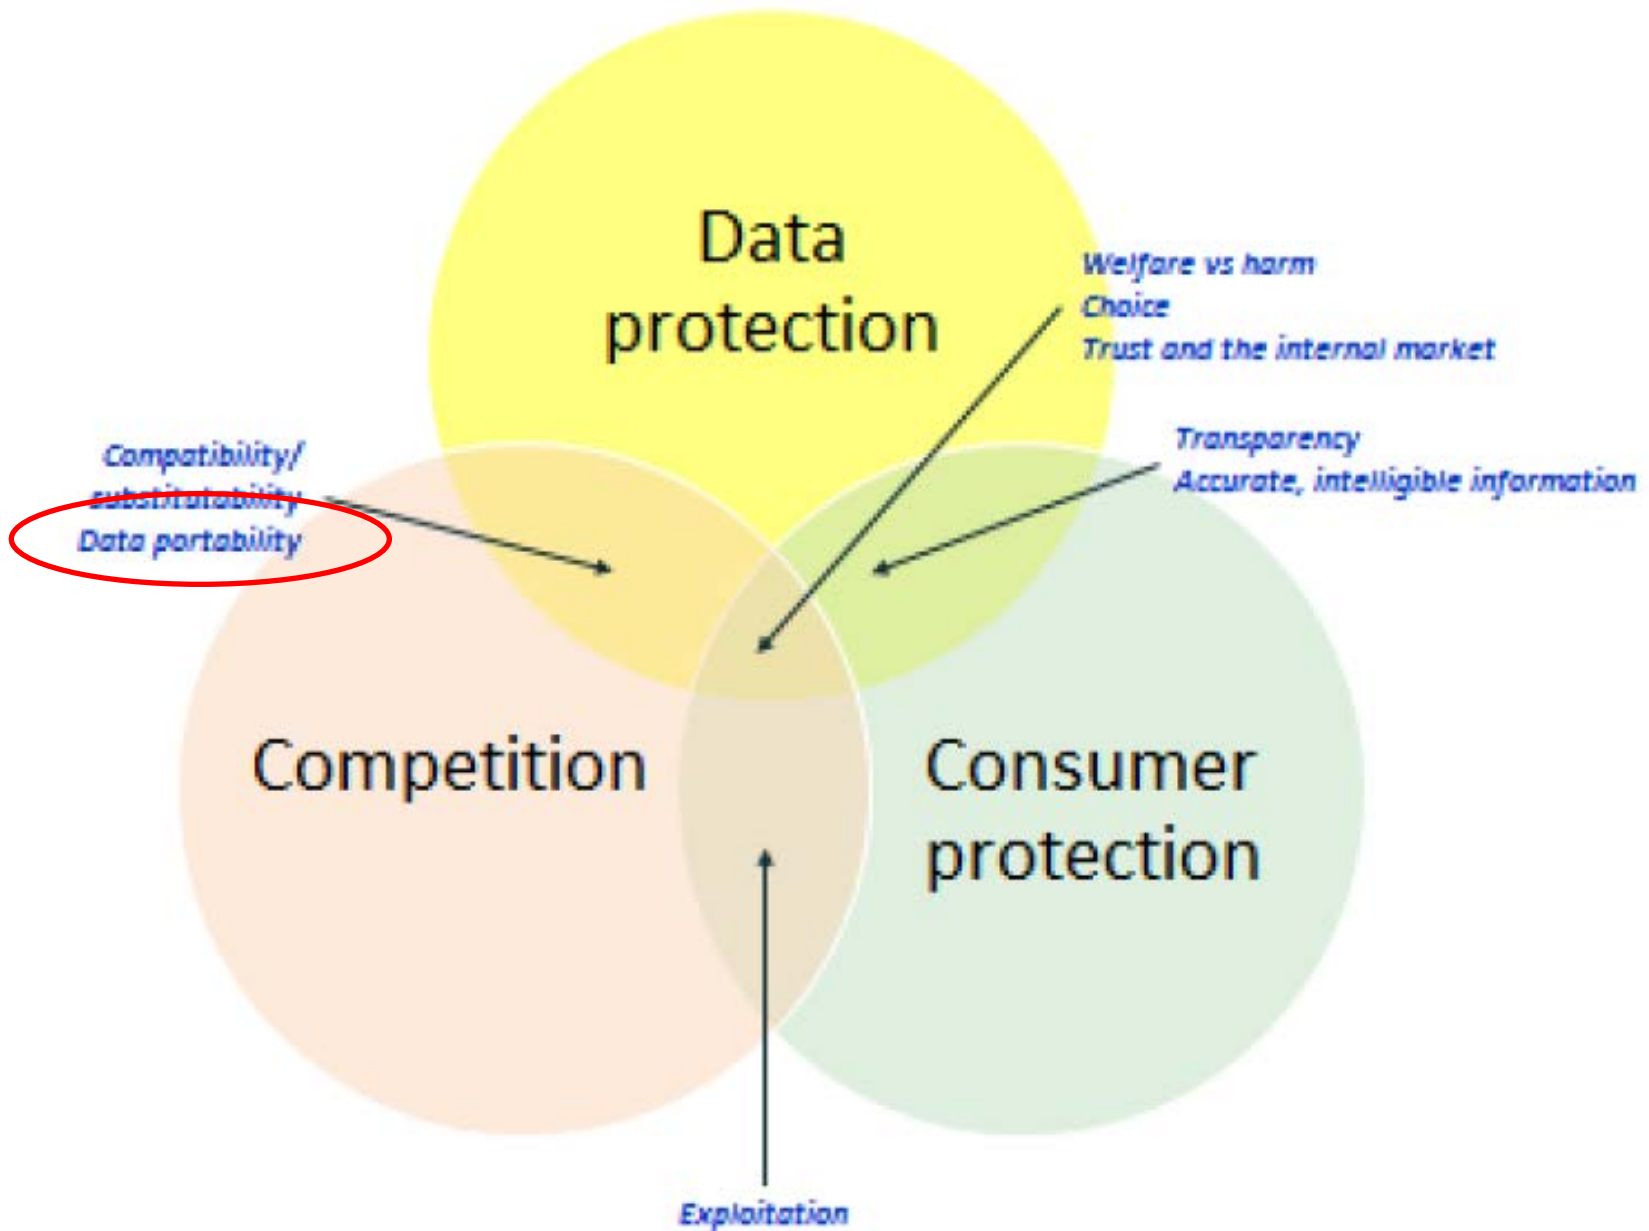 Data
protection
Welfare vs harm
Choice
Trust and the internal market
Compatibility/
substitutability
Data portability
Transparency
Accurate, intelligible information
Competition
Consumer
protection
Exploitation